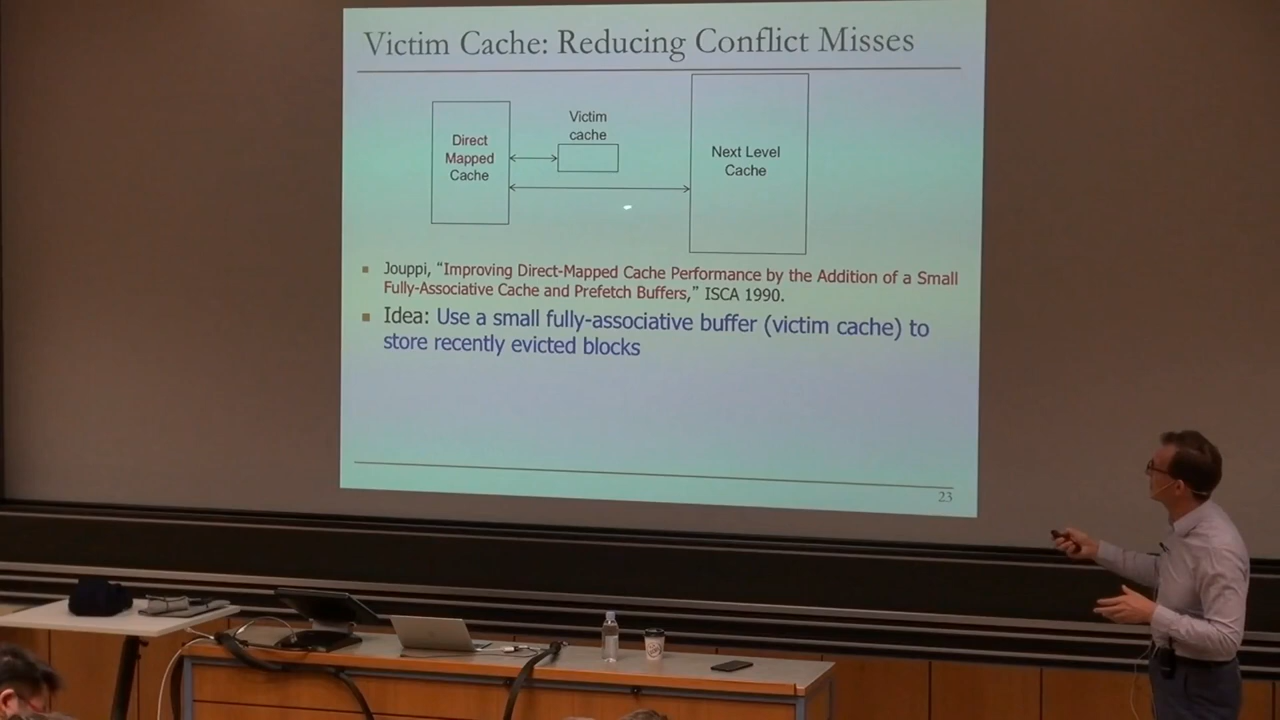 Victim Cache: Reducing Conflict Misses
Victim
cache
Direct
Mapped
Cache
Next Level
Cache
Jouppi, “Improving Direct-Mapped Cache Performance by the Addition of a Small
Fully-Associative Cache and Prefetch Buffers,” ISCA 1990.
Idea: Use a small fully-associative buffer (victim cache) to
store recently evicted blocks
23